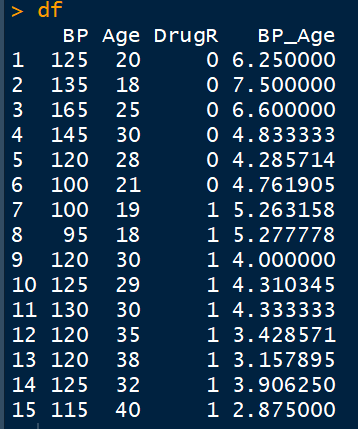 > df
BP Age DrugR BP_Age
1 125 20 0 6.250000
2 135 18 0 7.500000
3 165 25 0 6.600000
4 145 30 0 4.833333
5 120 28 0 4.285714
6 100 21 0 4.761905
7 100 19 1 5.263158
8 95 18 1 5.277778
9 120 30 1 4.000000
10 125 29 1 4.310345
11 130 30 1 4.333333
12 120 35 1 3.428571
13 120 38 1 3.157895
14 125 32 1 3.906250
15 115 40 1 2.875000